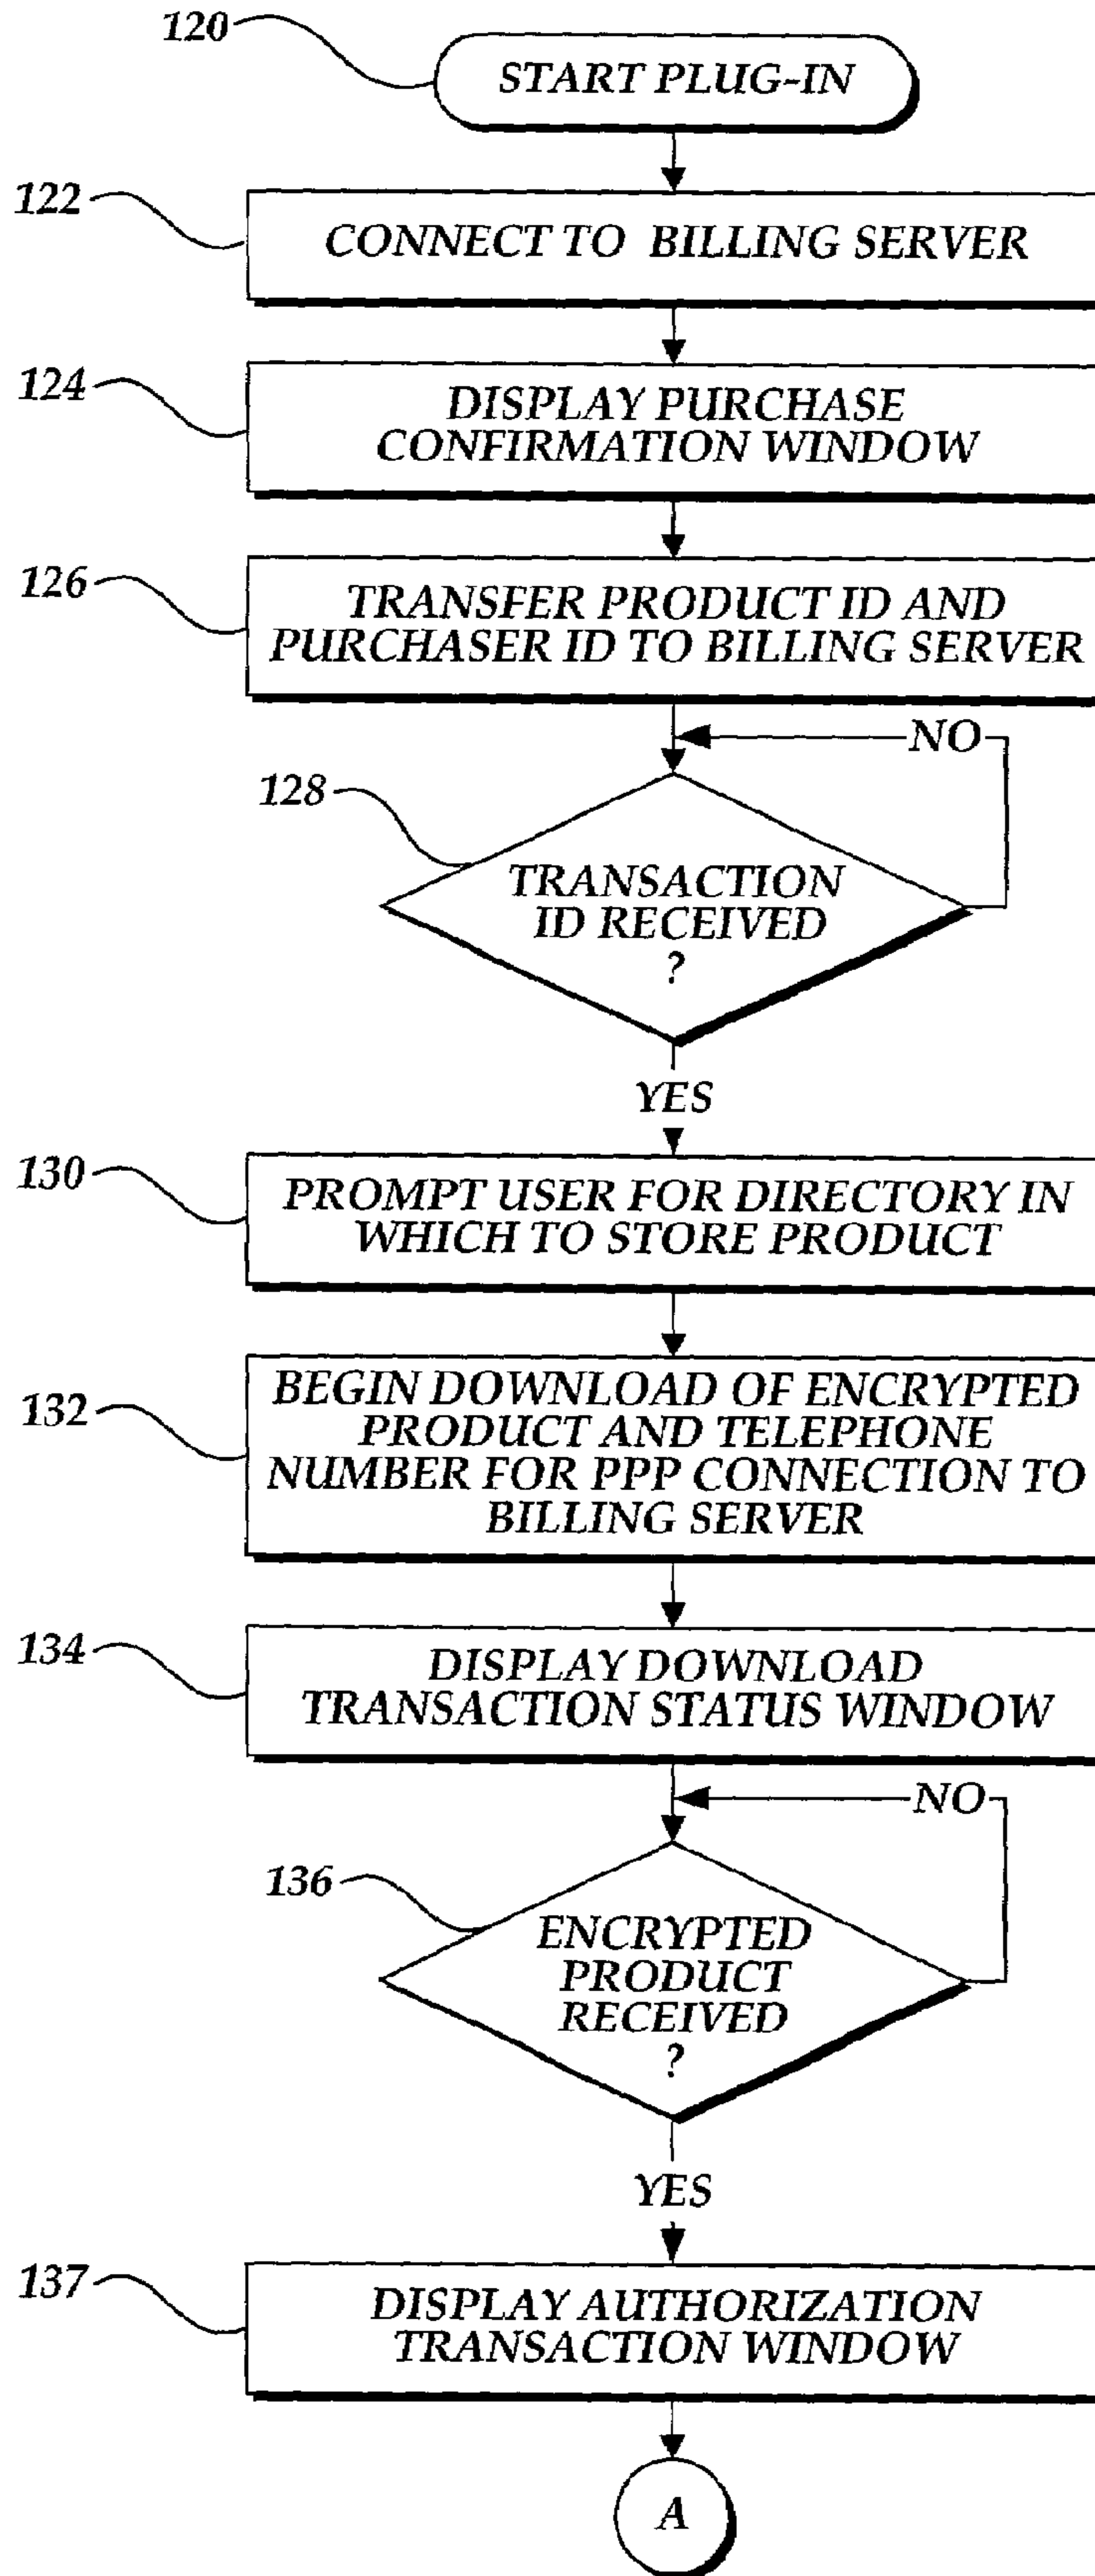 120
START PLUG-IN
122
CONNECT TO BILLING SERVER
124
DISPLAY PURCHASE
CONFIRMATION WINDOW
126
TRANSFER PRODUCT ID AND
PURCHASER ID TO BILLING SERVER
NO
128
TRANSACTION
ID RECEIVED
?
YES
130
PROMPT USER FOR DIRECTORY IN
WHICH TO STORE PRODUCT
132
BEGIN DOWNLOAD OF ENCRYPTED
PRODUCT AND TELEPHONE
NUMBER FOR PPP CONNECTION TO
BILLING SERVER
134
DISPLAY DOWNLOAD
TRANSACTION STATUS WINDOW
NO
136
ENCRYPTED
PRODUCT
RECEIVED
?
YES
137
DISPLAY AUTHORIZATION
TRANSACTION WINDOW
A